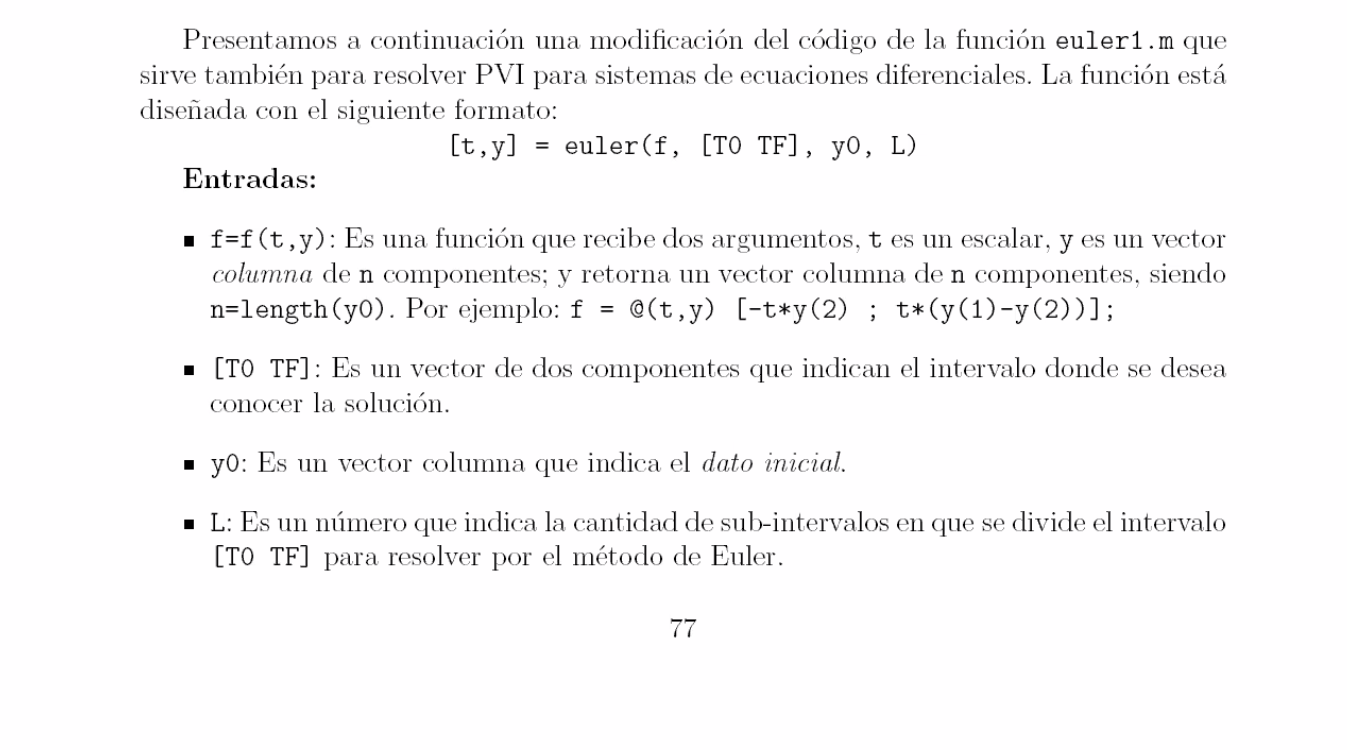 Presentamos a continuación una modificación del código de la función euler1.m que
sirve también para resolver PVI para sistemas de ecuaciones diferenciales. La función está
diseñada con el siguiente formato:
[t,y] = euler(f, [T0 TF], y0, L)
Entradas:
▪ f=f(t,y): Es una función que recibe dos argumentos, t es un escalar, y es un vector
columna de n componentes; y retorna un vector columna de n componentes, siendo
n=length(y0). Por ejemplo: f = @(t,y) [-t*y(2) ; t*(y(1)-y(2))];
▪ [T0 TF]: Es un vector de dos componentes que indican el intervalo donde se desea
conocer la solución.
▪ y0: Es un vector columna que indica el dato inicial.
▪ L: Es un número que indica la cantidad de sub-intervalos en que se divide el intervalo
[T0 TF] para resolver por el método de Euler.
77